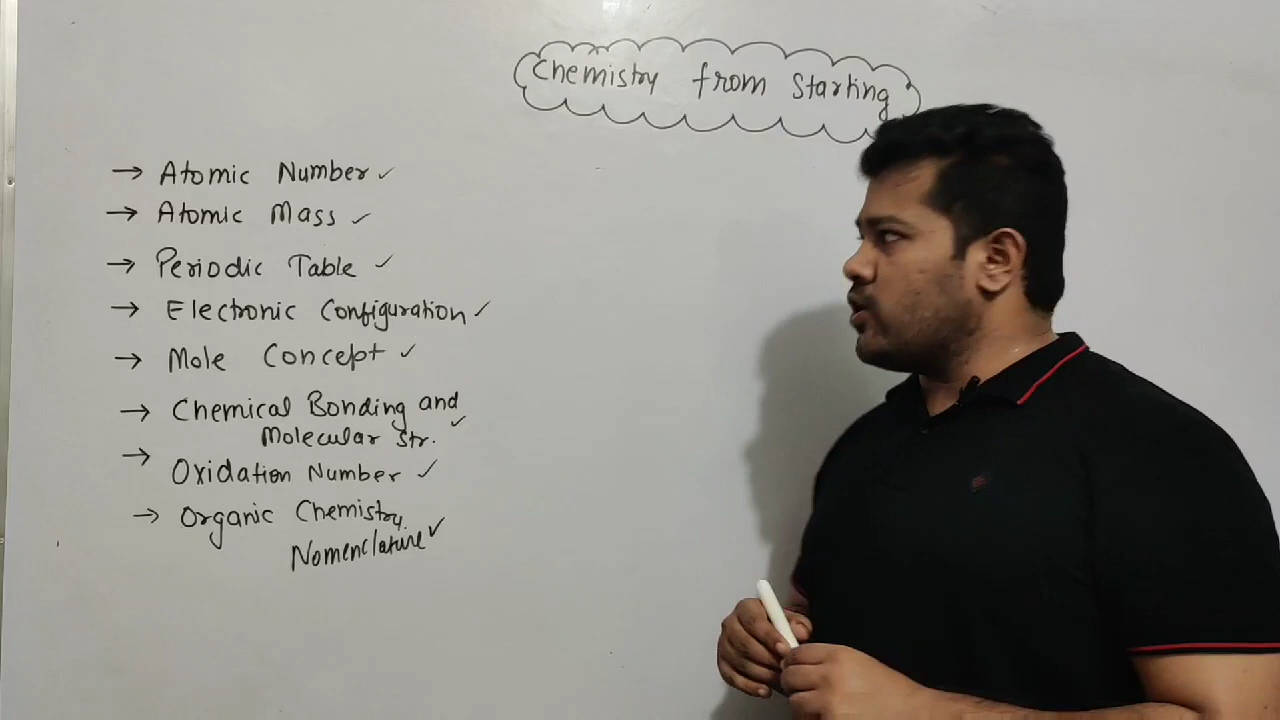 Chemistry from Starting
→ Atomic Number ✓
→ Atomic Mass ✓
→ Periodic Table ✓
→ Electronic Configuration ✓
→ Mole Concept ✓
→ Chemical Bonding and
Molecular Str. ✓
→ Oxidation Number ✓
→ Organic Chemistry
Nomenclature ✓